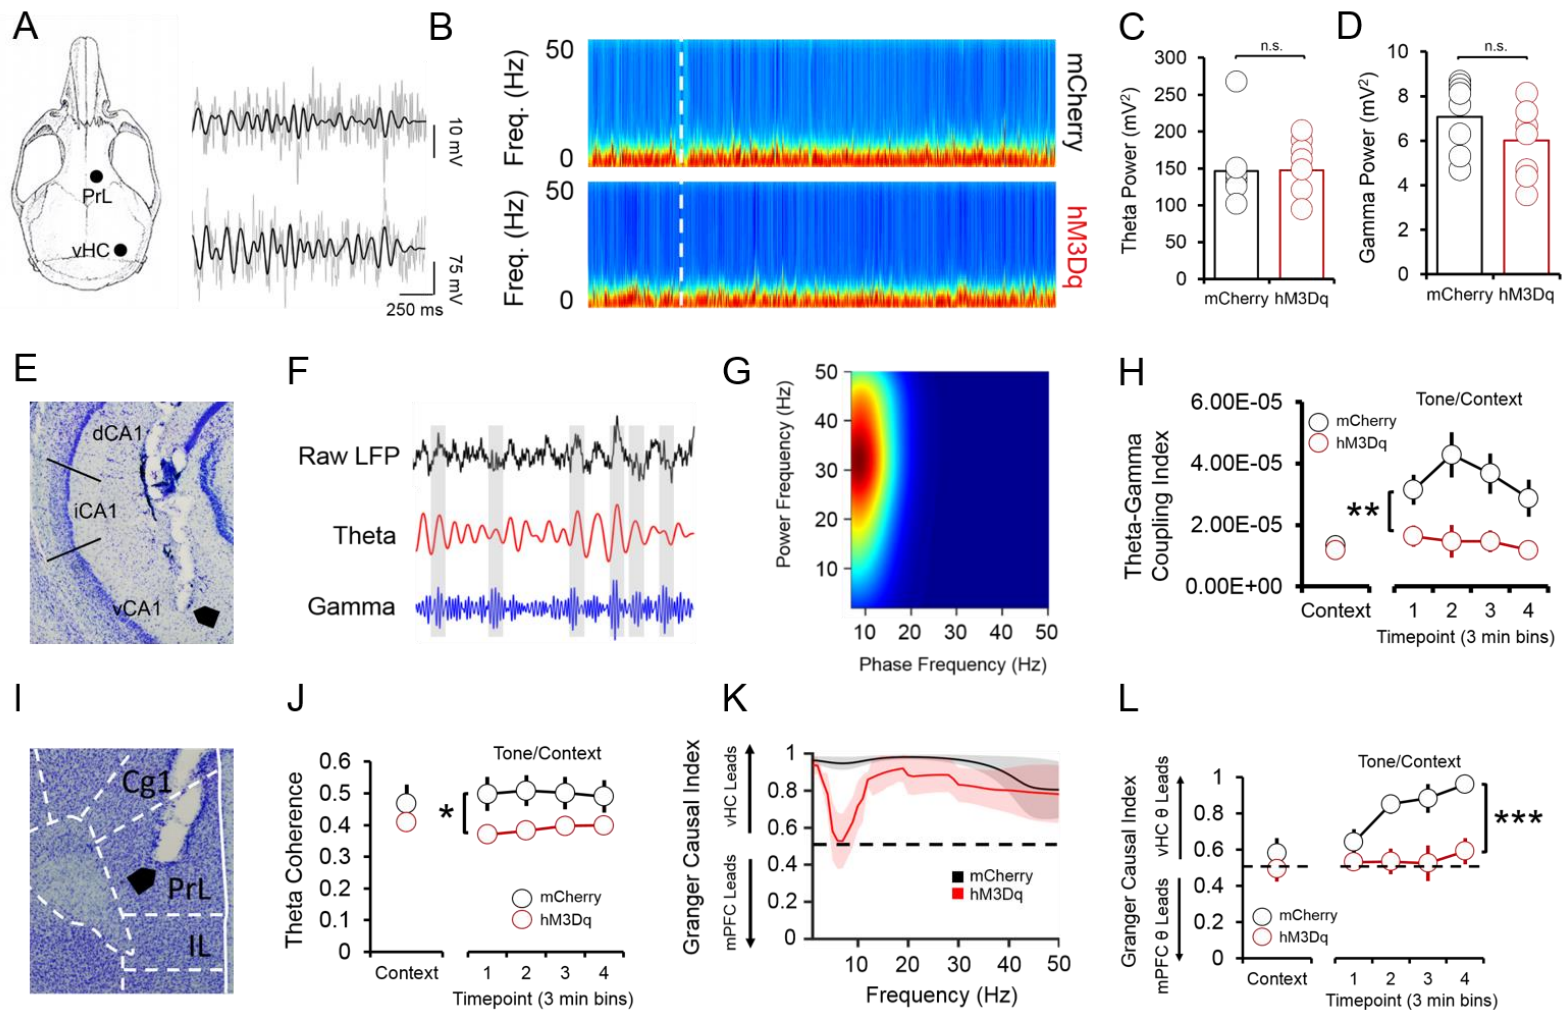 A
PrL
vHC
10 mV
75 mV
250 ms
B
50
Freq. (Hz)
0
mCherry
50
Freq. (Hz)
0
hM3Dq
C
n.s.
Theta Power (mV²)
300
250
200
150
100
50
0
mCherry hM3Dq
D
n.s.
Gamma Power (mV²)
10
8
6
4
2
0
mCherry hM3Dq
E
dCA1
iCA1
vCA1
F
Raw LFP
Theta
Gamma
G
Power Frequency (Hz)
50
40
30
20
10
10 20 30 40 50
Phase Frequency (Hz)
H
Theta-Gamma
Coupling Index
6.00E-05
4.00E-05
2.00E-05
0.00E+00
Tone/Context
mCherry
hM3Dq
**
Context
1 2 3 4
Timepoint (3 min bins)
I
Cg1
PrL
IL
J
Theta Coherence
0.6
0.5
0.4
0.3
0.2
0.1
0
Tone/Context
*
mCherry
hM3Dq
Context
1 2 3 4
Timepoint (3 min bins)
K
Granger Causal Index
mPFC Leads vHC Leads
1
0.8
0.6
0.4
0.2
0
mCherry
hM3Dq
10 20 30 40 50
Frequency (Hz)
L
Granger Causal Index
mPFC θ Leads vHC θ Leads
1
0.8
0.6
0.4
0.2
0
Tone/Context
***
mCherry
hM3Dq
Context
1 2 3 4
Timepoint (3 min bins)